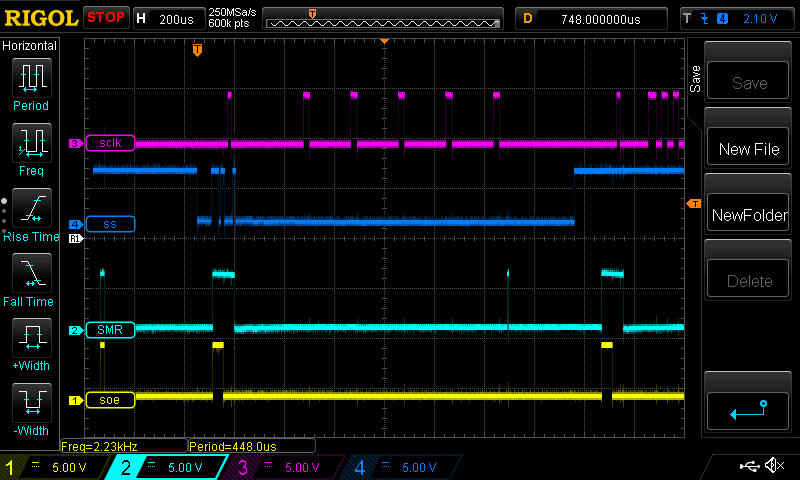 RIGOL STOP H 200us 250MSa/s 600k pts T D 748.000000us T 4 2.10 V
Horizontal
Period
Freq
Rise Time
Fall Time
+Width
-Width
T
3 sclk
4 ss
R1
2 SMR
1 soe
T
Freq=2.23kHz Period=448.0us
Save
Save
New File
NewFolder
Delete
1 5.00 V 2 5.00 V 3 5.00 V 4 5.00 V